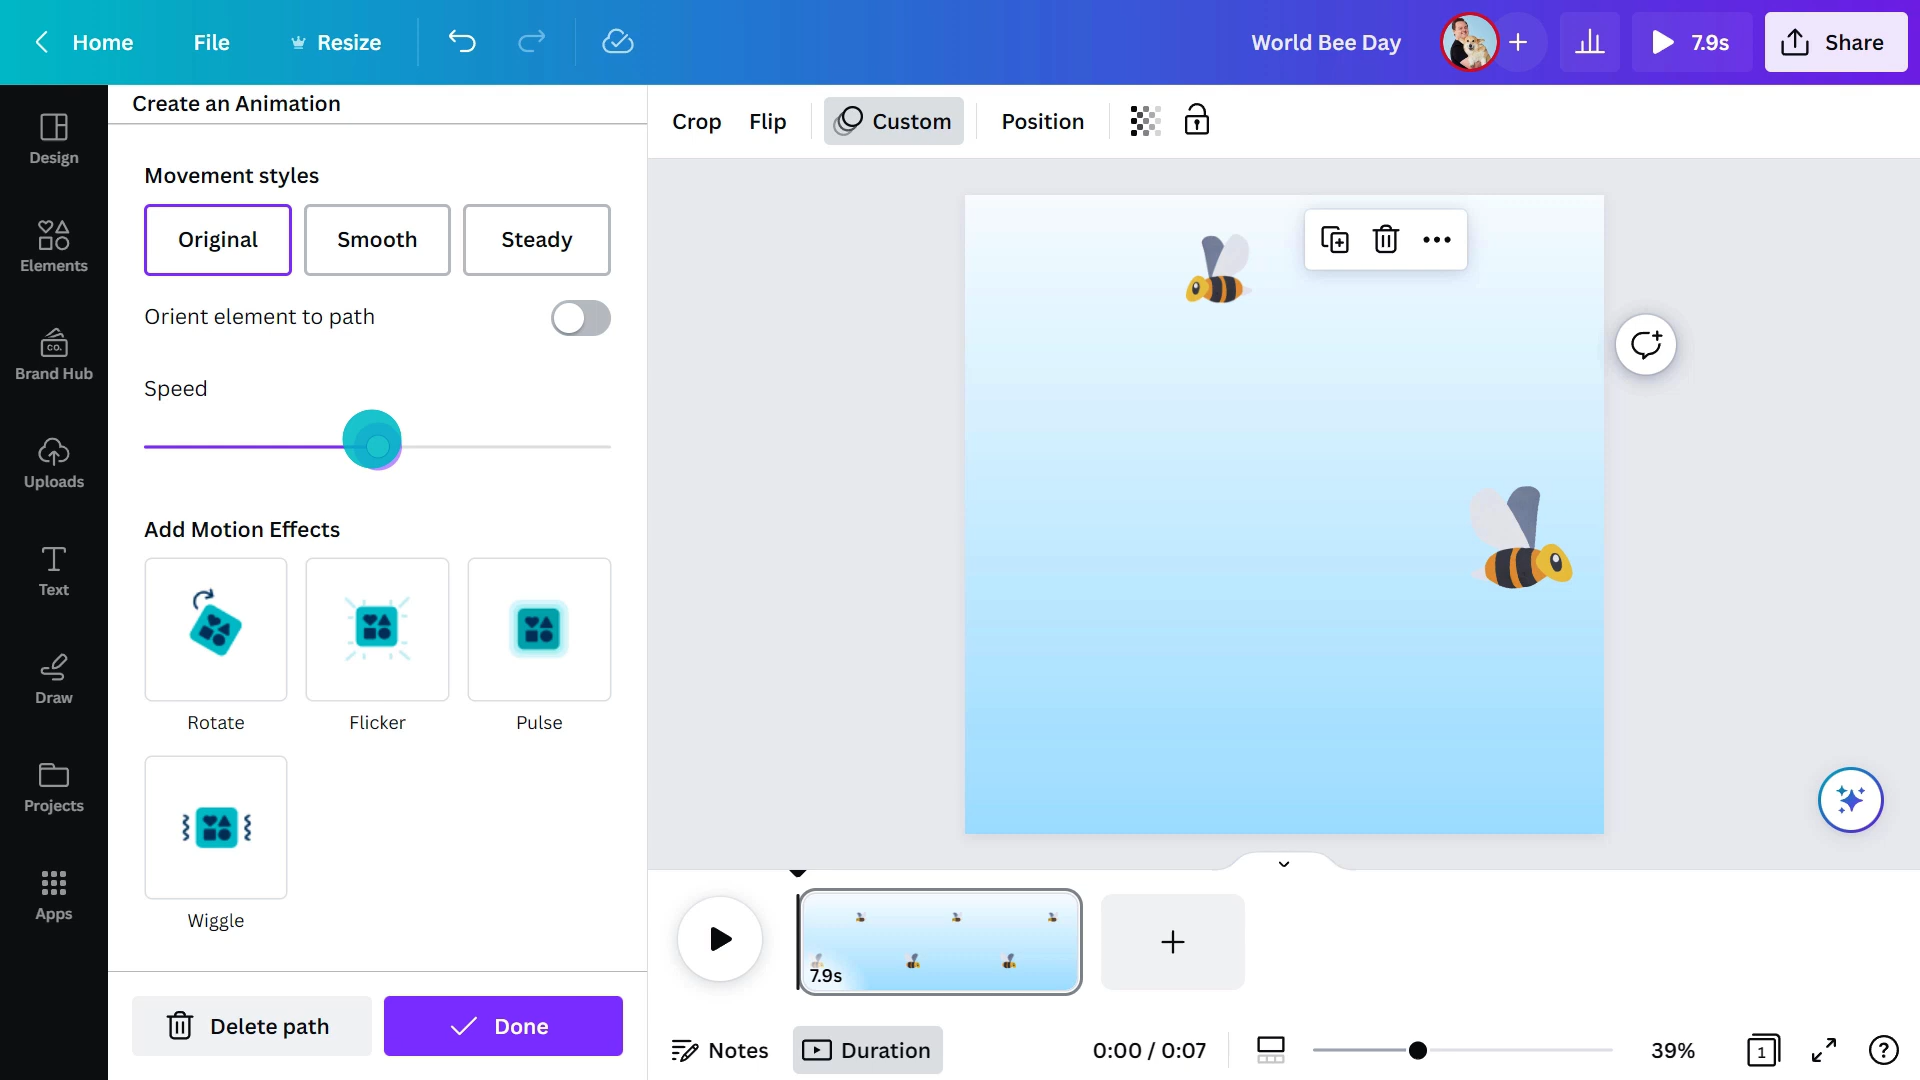 Home
File
Resize
World Bee Day
7.9s
Share
Create an Animation
Crop
Flip
Custom
Position
Design
Elements
CO.
Brand Hub
Uploads
Text
Draw
Projects
Apps
Movement styles
Original
Smooth
Steady
Orient element to path
Speed
Add Motion Effects
Rotate
Flicker
Pulse
Wiggle
Delete path
Done
7.9s
Notes
Duration
0:00 / 0:07
39%
1